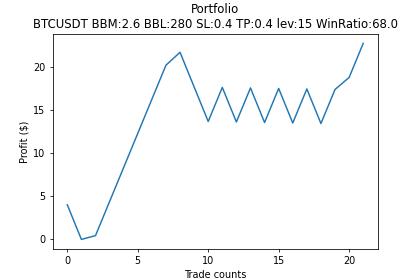 Portfolio
BTCUSDT BBM:2.6 BBL:280 SL:0.4 TP:0.4 lev:15 WinRatio:68.0
Profit ($)
20
15
10
5
0
0 5 10 15 20
Trade counts